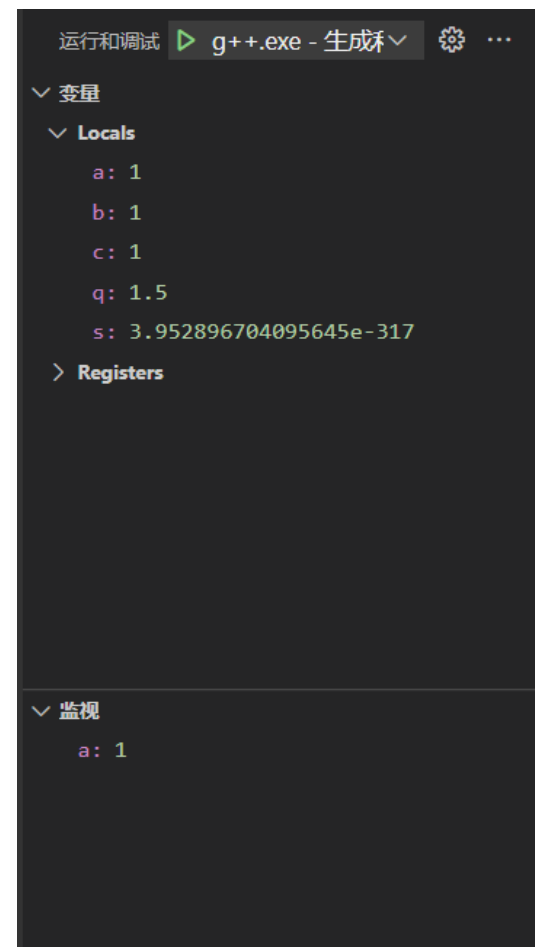 运行和调试 g++.exe - 生成 ···
变量
Locals
a: 1
b: 1
c: 1
q: 1.5
s: 3.952896704095645e-317
Registers
监视
a: 1